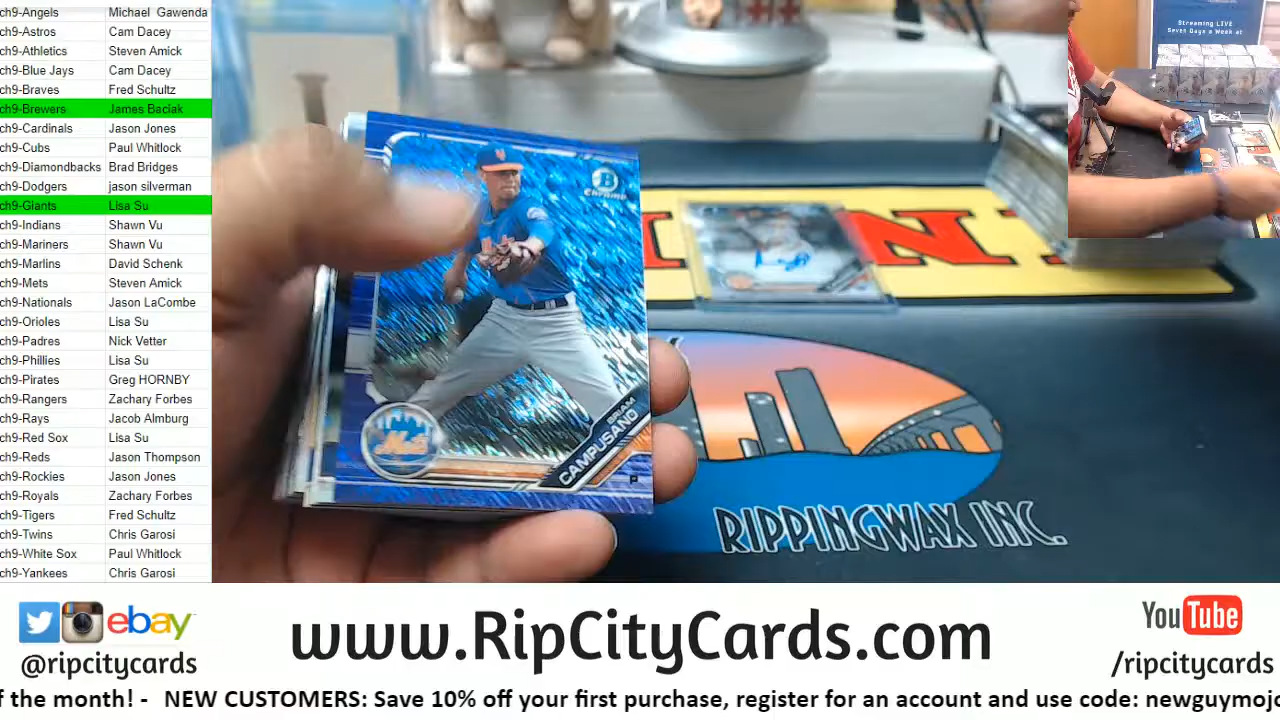 ch9-Angels Michael Gawenda
ch9-Astros Cam Dacey
ch9-Athletics Steven Amick
ch9-Blue Jays Cam Dacey
ch9-Braves Fred Schultz
ch9-Brewers James Baciak
ch9-Cardinals Jason Jones
ch9-Cubs Paul Whitlock
ch9-Diamondbacks Brad Bridges
ch9-Dodgers jason silverman
ch9-Giants Lisa Su
ch9-Indians Shawn Vu
ch9-Mariners Shawn Vu
ch9-Marlins David Schenk
ch9-Mets Steven Amick
ch9-Nationals Jason LaCombe
ch9-Orioles Lisa Su
ch9-Padres Nick Vetter
ch9-Phillies Lisa Su
ch9-Pirates Greg HORNBY
ch9-Rangers Zachary Forbes
ch9-Rays Jacob Almburg
ch9-Red Sox Lisa Su
ch9-Reds Jason Thompson
ch9-Rockies Jason Jones
ch9-Royals Zachary Forbes
ch9-Tigers Fred Schultz
ch9-Twins Chris Garosi
ch9-White Sox Paul Whitlock
ch9-Yankees Chris Garosi
B
Chrome
Mets
BRIAM
CAMPUSANO
P
Streaming LIVE
Seven Days a Week at
RIPPINGWAX INC.
ebay
@ripcitycards
www.RipCityCards.com
YouTube
/ripcitycards
f the month! - NEW CUSTOMERS: Save 10% off your first purchase, register for an account and use code: newguymojo